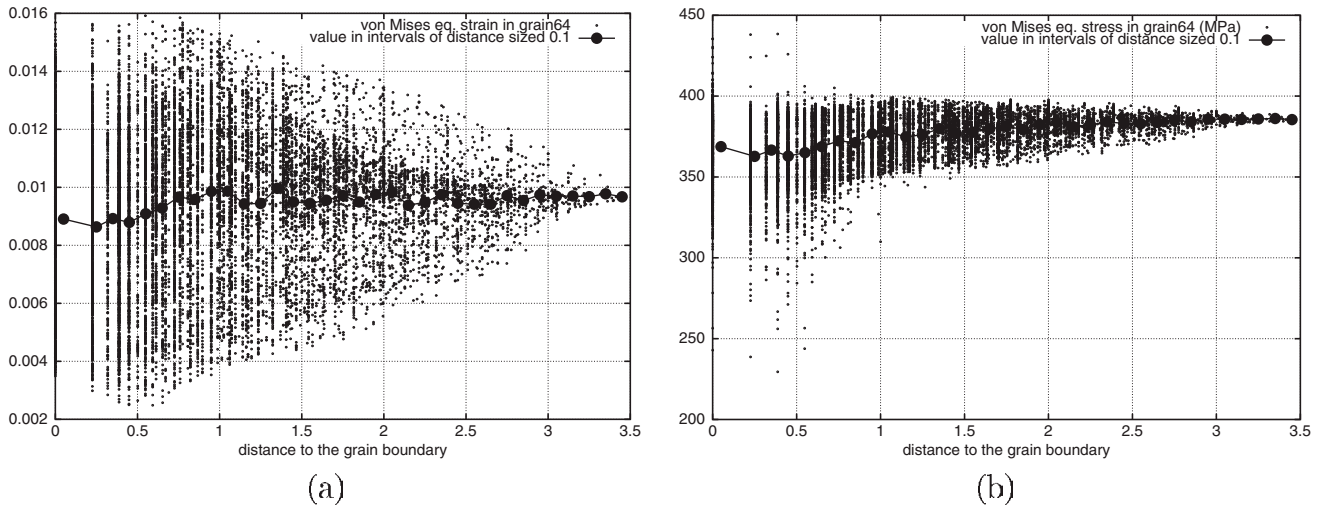 von Mises eq. strain in grain64
value in intervals of distance sized 0.1
0.016
0.014
0.012
0.01
0.008
0.006
0.004
0.002
0 0.5 1 1.5 2 2.5 3 3.5
distance to the grain boundary
(a)
von Mises eq. stress in grain64 (MPa)
value in intervals of distance sized 0.1
450
400
350
300
250
200
0 0.5 1 1.5 2 2.5 3 3.5
distance to the grain boundary
(b)